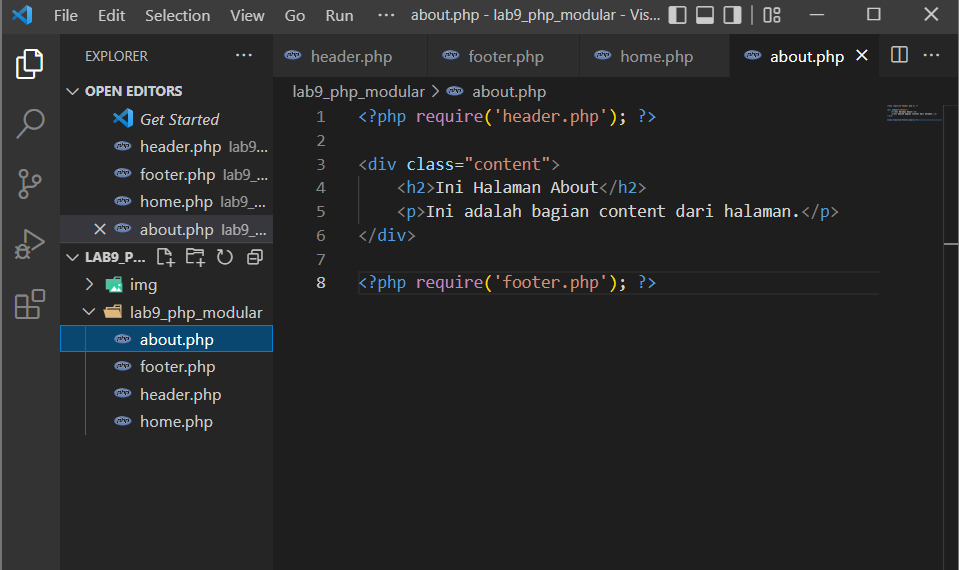 File Edit Selection View Go Run ··· about.php - lab9_php_modular - Vis...
EXPLORER ···
OPEN EDITORS
Get Started
header.php lab9...
footer.php lab9_...
home.php lab9_...
about.php lab9_...
LAB9_P...
img
lab9_php_modular
about.php
footer.php
header.php
home.php
header.php footer.php home.php about.php
lab9_php_modular > about.php
1 <?php require('header.php'); ?>
2
3 <div class="content">
4     <h2>Ini Halaman About</h2>
5     <p>Ini adalah bagian content dari halaman.</p>
6 </div>
7
8 <?php require('footer.php'); ?>